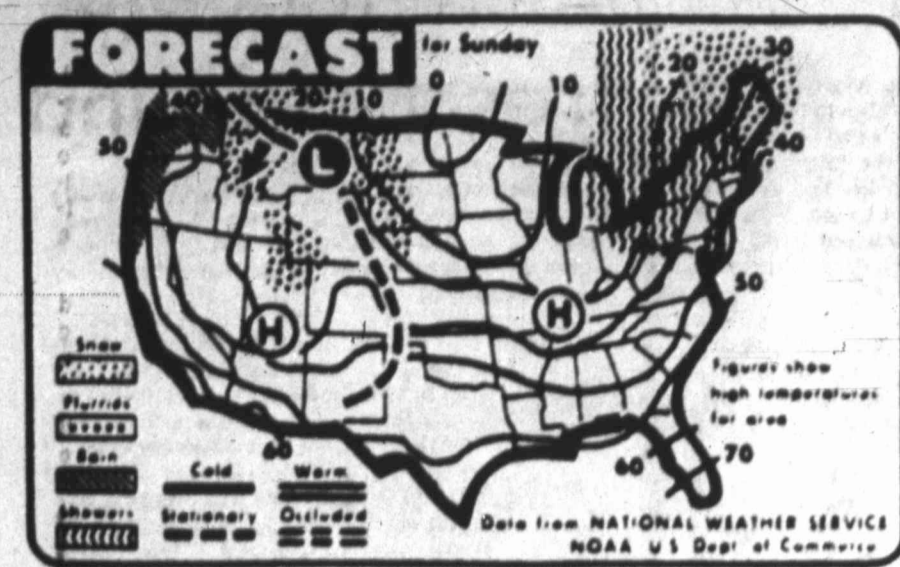 FORECAST
for Sunday
40 20 10 0 10 20 30
50
40
L
50
H
H
Snow
Flurries
Rain
Showers
Cold
Warm
Stationary
Occluded
60
60
70
Figures show
high temperatures
for area
Data from NATIONAL WEATHER SERVICE
NOAA U S Dept of Commerce